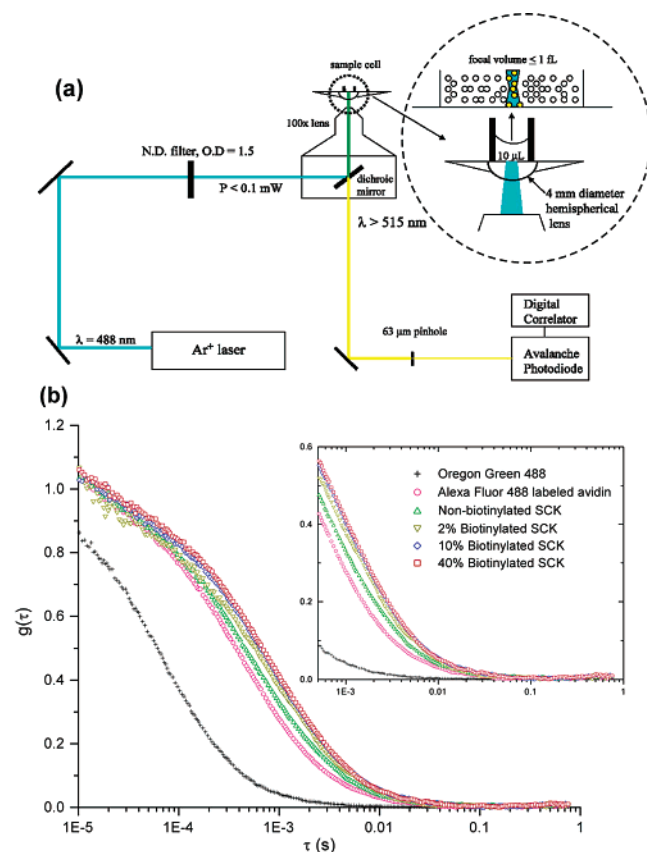 (a)
sample cell
focal volume ≤ 1 fL
100x lens
N.D. filter, O.D = 1.5
dichroic
mirror
P < 0.1 mW
10 μL
4 mm diameter
hemispherical
lens
λ > 515 nm
λ = 488 nm
Ar+ laser
63 μm pinhole
Digital
Correlator
Avalanche
Photodiode
(b)
1.2
1.0
0.8
0.6
0.4
0.2
0.0
g(τ)
1E-5
1E-4
1E-3
0.01
0.1
1
τ (s)
0.6
0.4
0.2
0.0
1E-3
0.01
0.1
1
Oregon Green 488
Alexa Fluor 488 labeled avidin
Non-biotinylated SCK
2% Biotinylated SCK
10% Biotinylated SCK
40% Biotinylated SCK